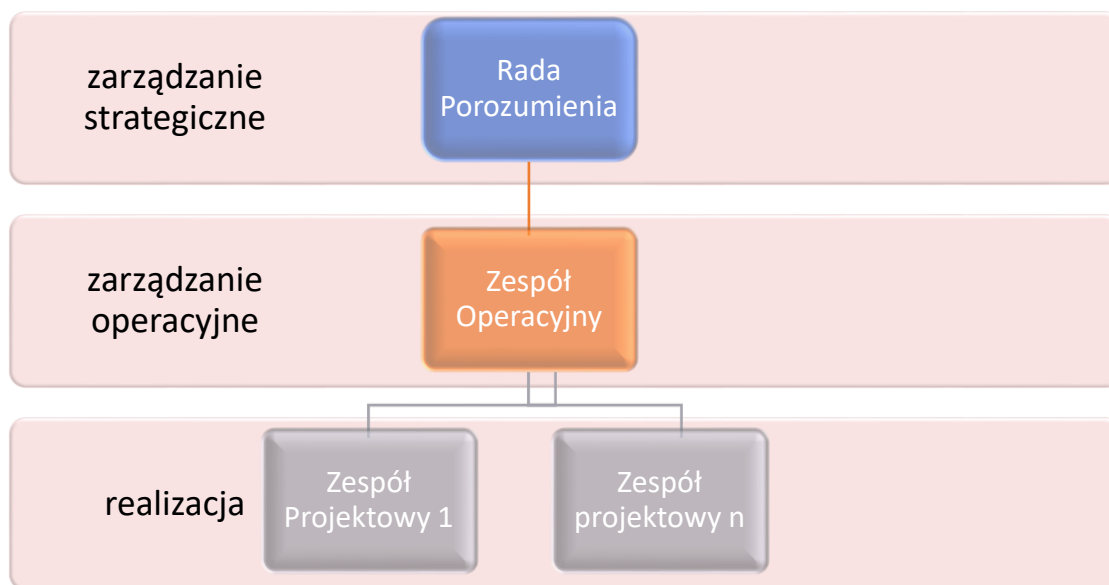 zarządzanie
strategiczne
Rada
Porozumienia
zarządzanie
operacyjne
Zespół
Operacyjny
realizacja
Zespół
Projektowy 1
Zespół
projektowy n